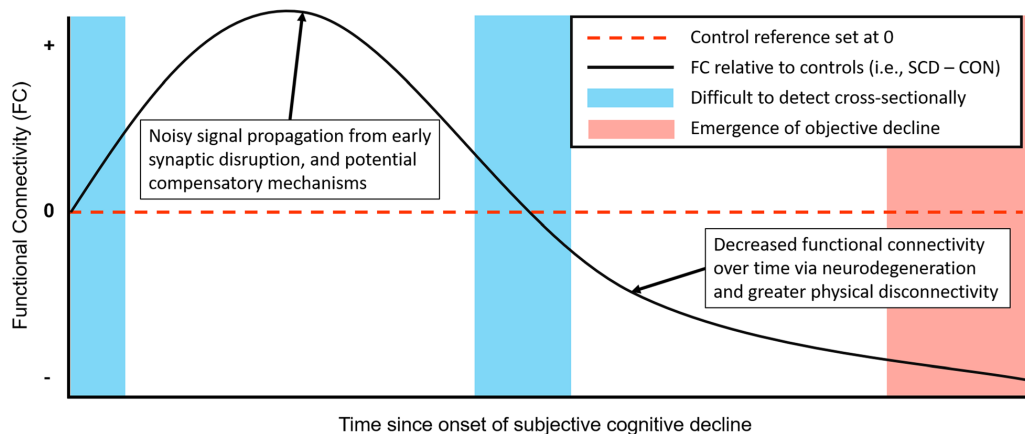 Functional Connectivity (FC)
+
0
-
Control reference set at 0
FC relative to controls (i.e., SCD – CON)
Difficult to detect cross-sectionally
Emergence of objective decline
Noisy signal propagation from early
synaptic disruption, and potential
compensatory mechanisms
Decreased functional connectivity
over time via neurodegeneration
and greater physical disconnectivity
Time since onset of subjective cognitive decline